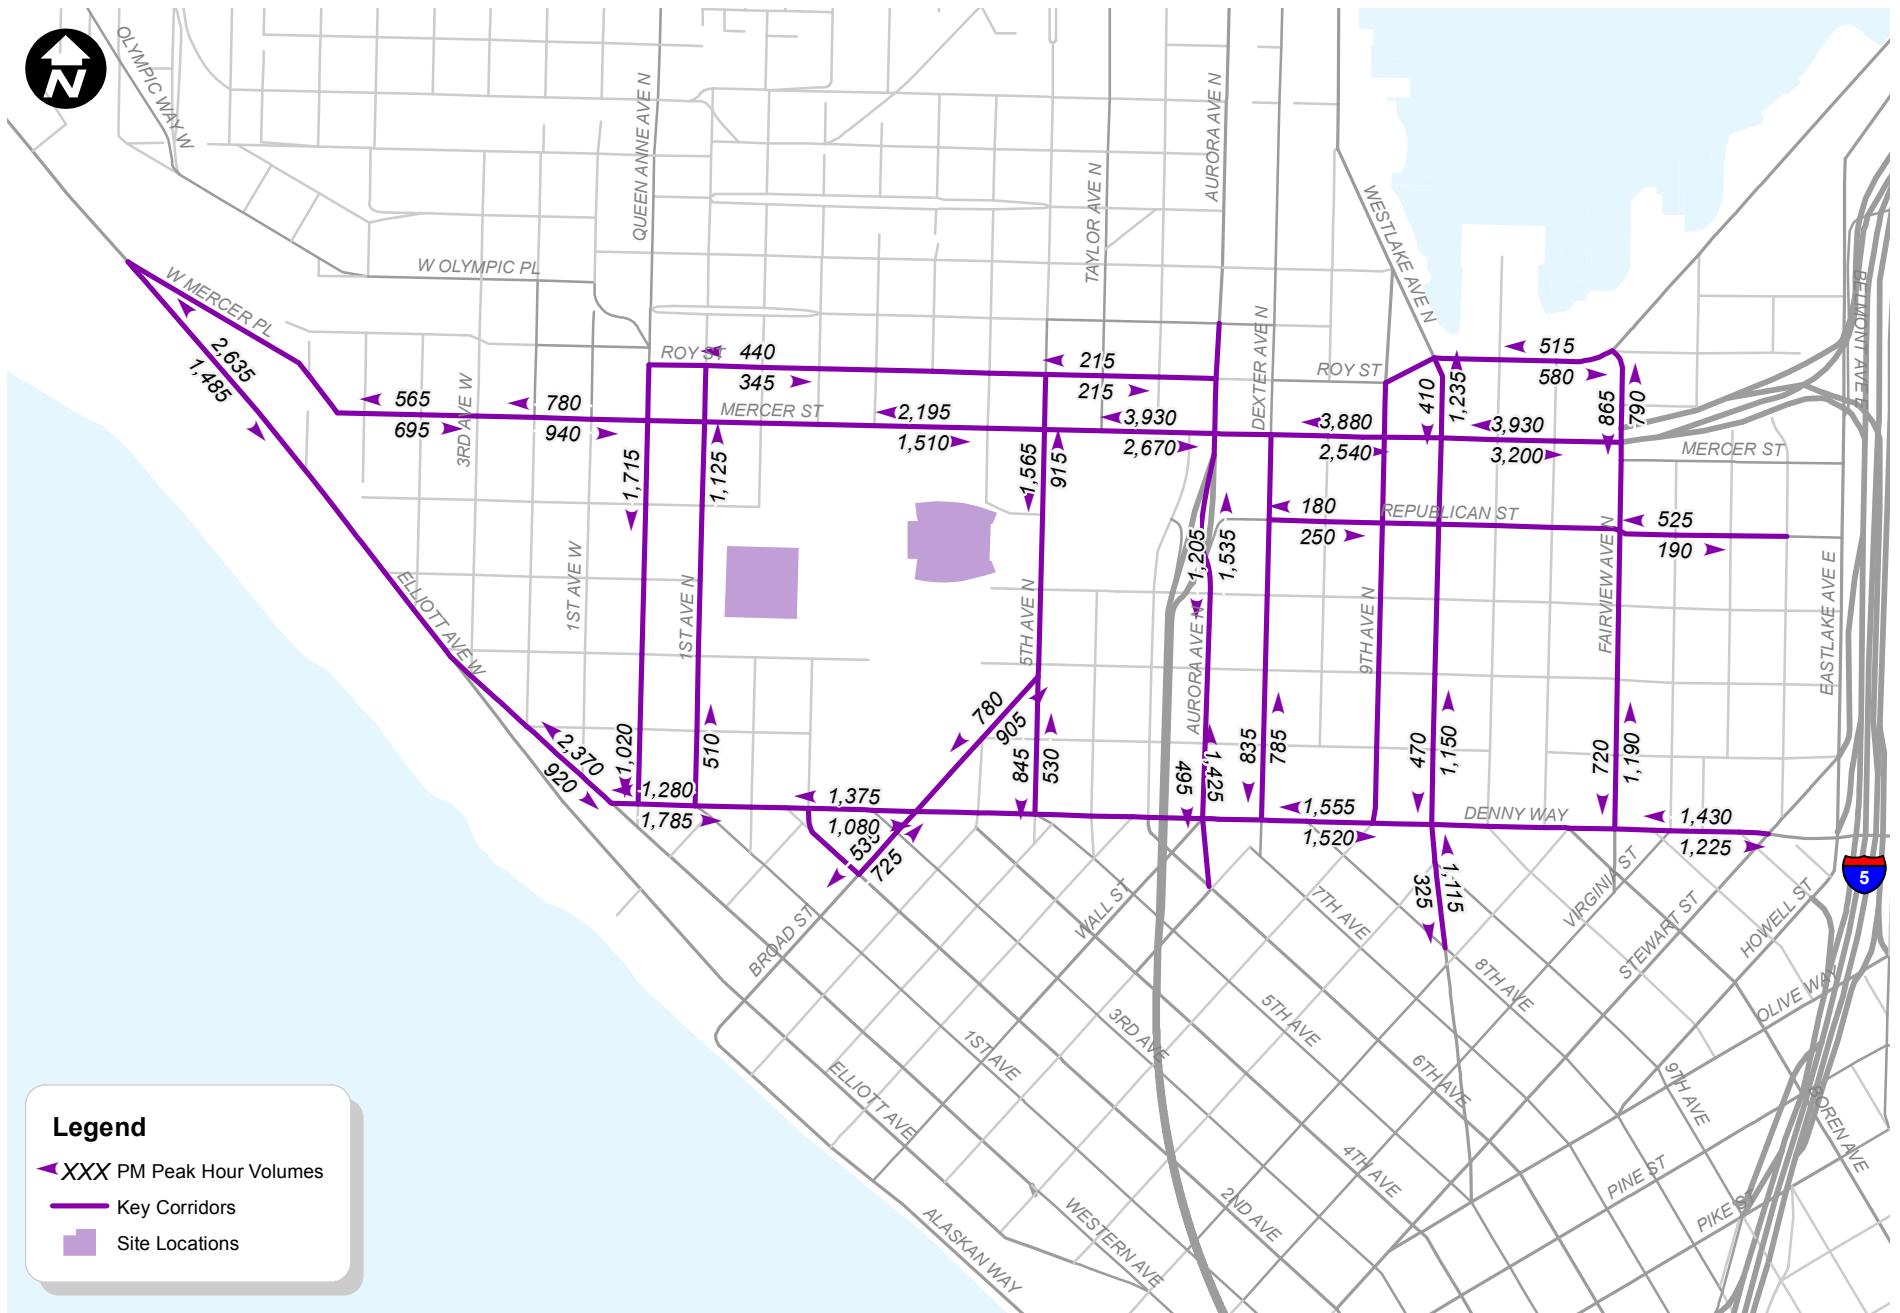 N
OLYMPIC WAY W
QUEEN ANNE AVE N
AURORA AVE N
TAYLOR AVE N
WESTLAKE AVE N
W OLYMPIC PL
W MERCER PL
BELMONT AVE E
DEXTER AVE N
ROY ST
440
345
215
215
ROY ST
515
580
2,635
1,485
565
695
3RD AVE W
780
940
MERCER ST
2,195
1,510
3,930
2,670
3,880
2,540
410
1,235
3,930
3,200
865
790
MERCER ST
1,715
1,125
1,565
915
180
250
REPUBLICAN ST
525
190
1,205
1,535
ELLIOTT AVE W
1ST AVE W
1ST AVE N
5TH AVE N
AURORA AVE N
9TH AVE N
FAIRVIEW AVE N
EASTLAKE AVE E
2,370
920
1,020
510
780
905
845
530
495
1,425
835
785
470
1,150
720
1,190
1,280
1,785
1,375
1,080
725
1,555
1,520
DENNY WAY
1,430
1,225
325
1,115
5
BROAD ST
WALL ST
7TH AVE
VIRGINIA ST
STEWART ST
HOWELL ST
8TH AVE
OLIVE WAY
1ST AVE
3RD AVE
5TH AVE
6TH AVE
9TH AVE
BOREN AVE
ELLIOTT AVE
4TH AVE
2ND AVE
PINE ST
PIKE ST
WESTERN AVE
ALASKAN WAY
Legend
XXX PM Peak Hour Volumes
Key Corridors
Site Locations